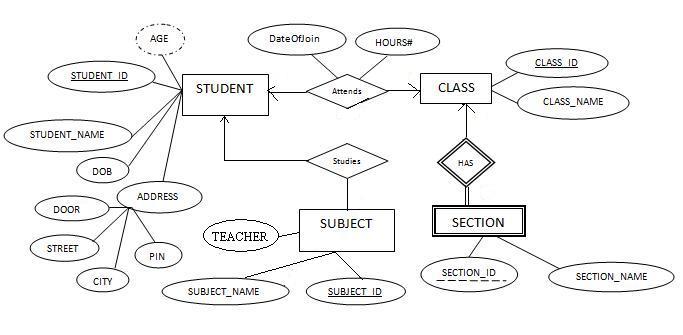 AGE
DateOfJoin
HOURS#
STUDENT_ID
STUDENT
Attends
CLASS
CLASS_ID
CLASS_NAME
STUDENT_NAME
DOB
Studies
HAS
ADDRESS
DOOR
STREET
CITY
PIN
TEACHER
SUBJECT
SECTION
SUBJECT_NAME
SUBJECT_ID
SECTION_ID
SECTION_NAME